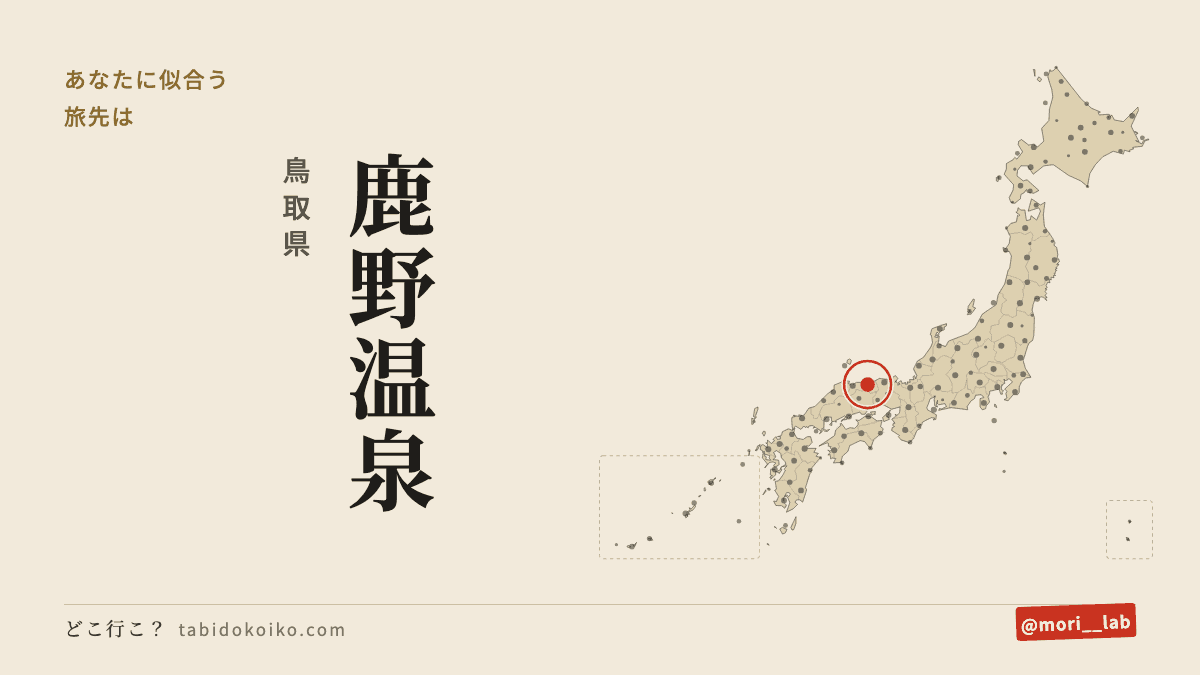 あなたに似合う
旅先は
鹿野温泉
鳥取県
どこ行こ？ tabidokoiko.com
@mori__lab